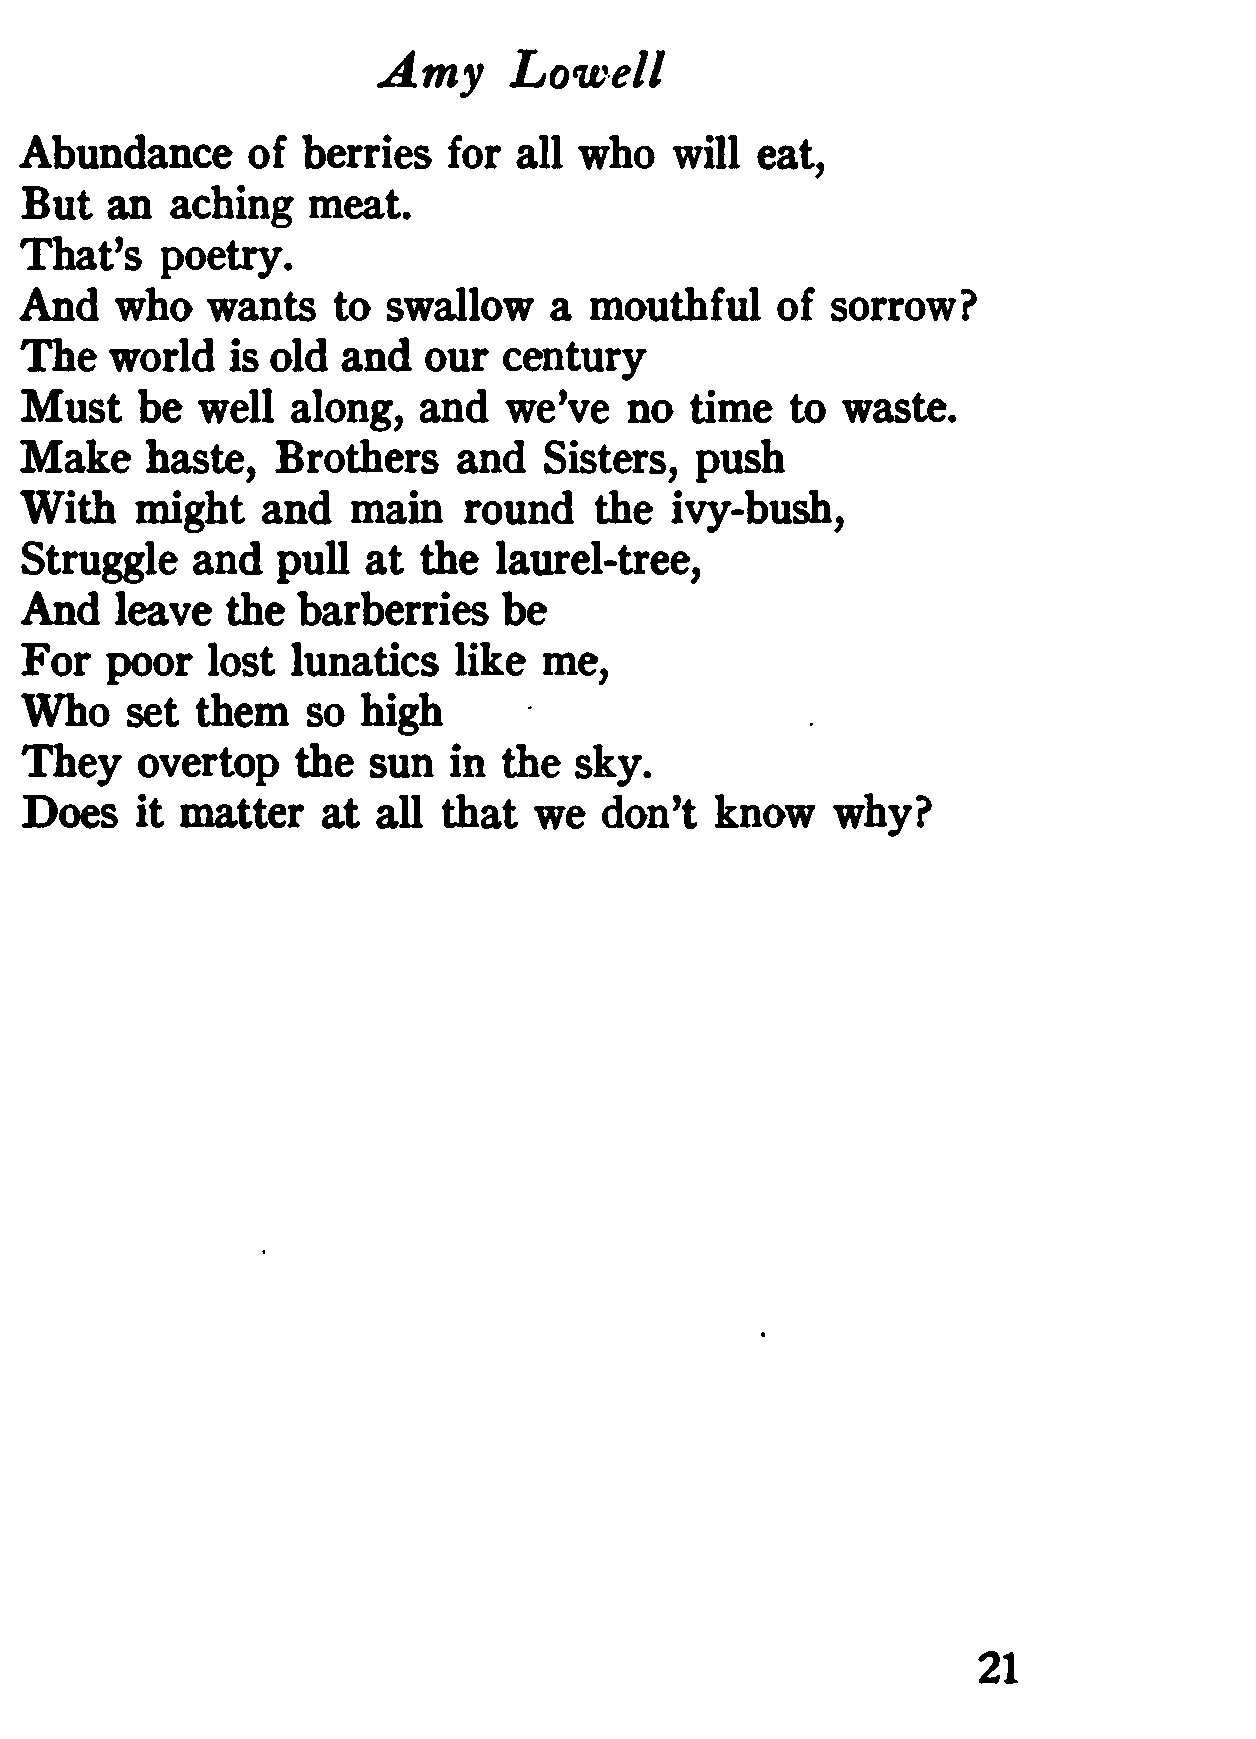 Amy Lowell
Abundance of berries for all who will eat,
But an aching meat.
That's poetry.
And who wants to swallow a mouthful of sorrow?
The world is old and our century
Must be well along, and we've no time to waste.
Make haste, Brothers and Sisters, push
With might and main round the ivy-bush,
Struggle and pull at the laurel-tree,
And leave the barberries be
For poor lost lunatics like me,
Who set them so high
They overtop the sun in the sky.
Does it matter at all that we don't know why?
21